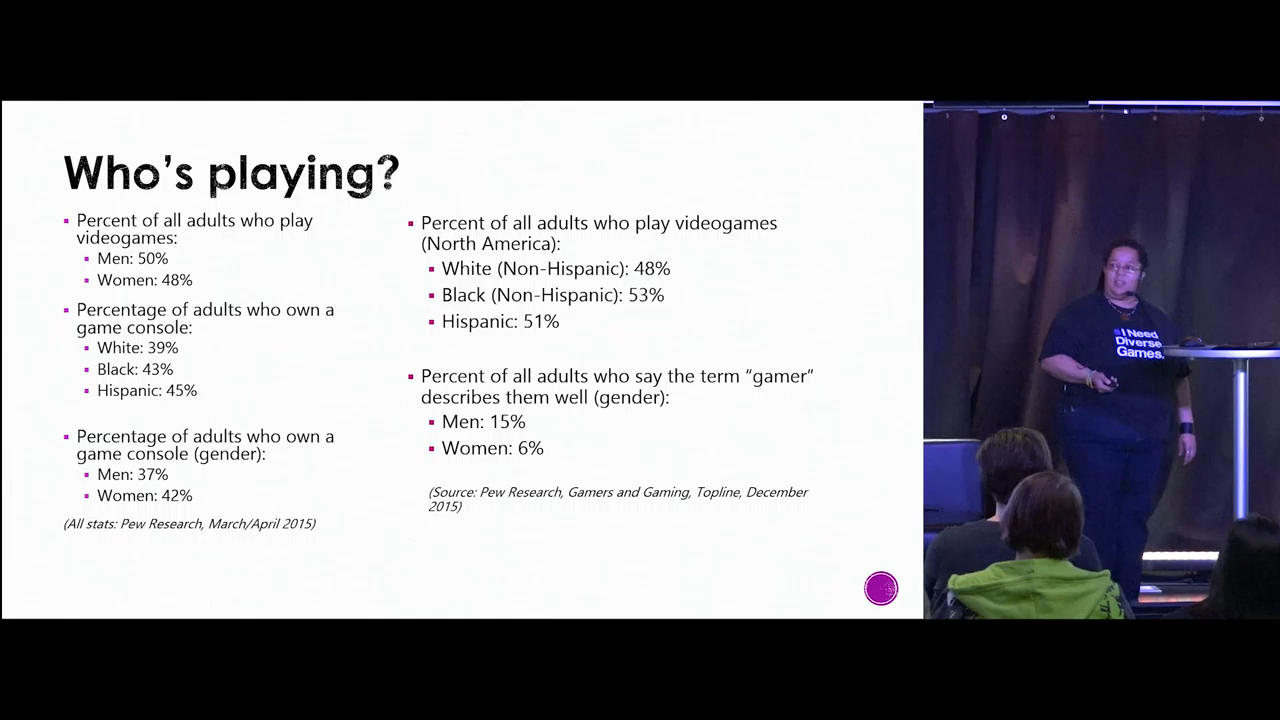 Who's playing?
Percent of all adults who play
videogames:
Men: 50%
Women: 48%
Percentage of adults who own a
game console:
White: 39%
Black: 43%
Hispanic: 45%
Percentage of adults who own a
game console (gender):
Men: 37%
Women: 42%
(All stats: Pew Research, March/April 2015)
Percent of all adults who play videogames
(North America):
White (Non-Hispanic): 48%
Black (Non-Hispanic): 53%
Hispanic: 51%
Percent of all adults who say the term “gamer”
describes them well (gender):
Men: 15%
Women: 6%
(Source: Pew Research, Gamers and Gaming, Topline, December
2015)
#I Need
Diverse
Games.